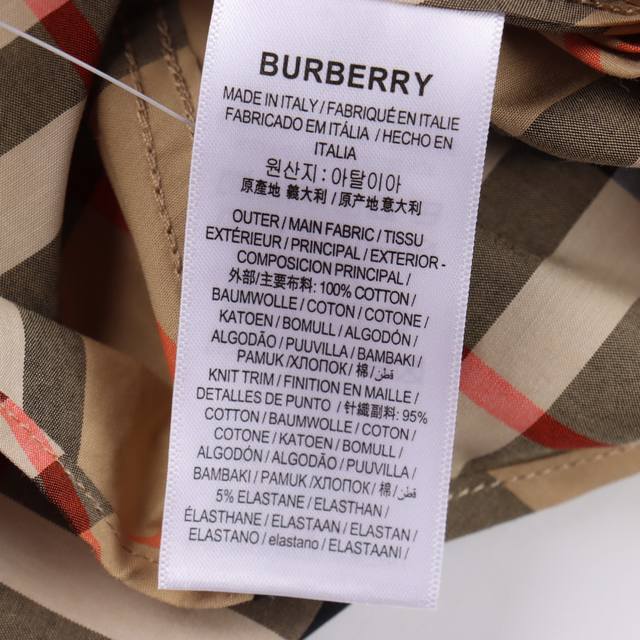 BURBERRY
MADE IN ITALY / FABRIQUÉ EN ITALIE
FABRICADO EM ITÁLIA / HECHO EN
ITALIA
원산지 : 이탈이아
原產地 義大利 / 原产地 意大利
OUTER / MAIN FABRIC / TISSU
EXTÉRIEUR / PRINCIPAL / EXTERIOR -
COMPOSICION PRINCIPAL /
外部/主要布料: 100% COTTON /
BAUMWOLLE / COTON / COTONE /
KATOEN / BOMULL / ALGODÓN /
ALGODÃO / PUUVILLA / BAMBAKI /
PAMUK / ХЛОПОК / 棉 / قطن /
KNIT TRIM / FINITION EN MAILLE /
DETALLES DE PUNTO / 針織副料: 95%
COTTON / BAUMWOLLE / COTON /
COTONE / KATOEN / BOMULL /
ALGODÓN / ALGODÃO / PUUVILLA /
BAMBAKI / PAMUK / ХЛОПОК / 棉 / قطن /
5% ELASTANE / ELASTHAN /
ÉLASTHANE / ELASTAAN / ELASTAN /
ELASTANO / elastano / ELASTAANI /